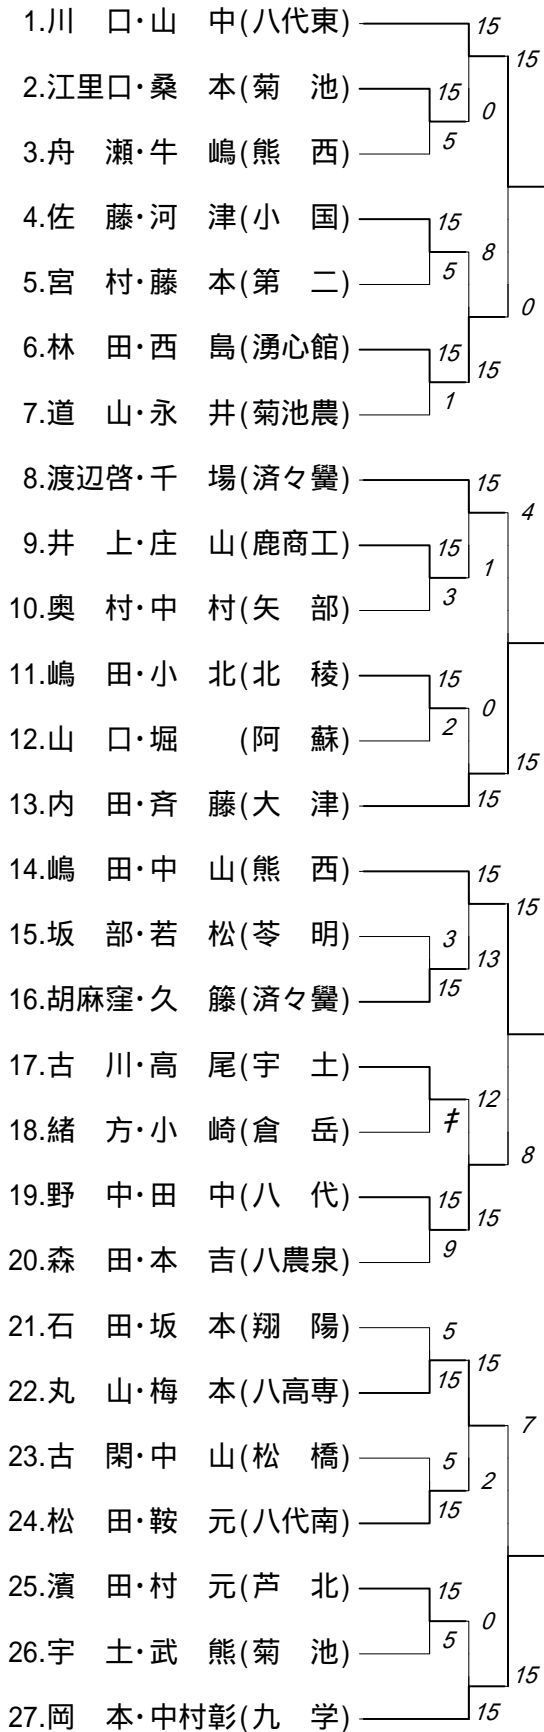 1.川　口・山　中(八代東)
15
15
2.江里口・桑　本(菊　池)
15
0
3.舟　瀬・牛　嶋(熊　西)
5
4.佐　藤・河　津(小　国)
15
8
5.宮　村・藤　本(第　二)
5
0
6.林　田・西　島(湧心館)
15
15
7.道　山・永　井(菊池農)
1
8.渡辺啓・千　場(済々黌)
15
4
9.井　上・庄　山(鹿商工)
15
1
10.奥　村・中　村(矢　部)
3
11.嶋　田・小　北(北　稜)
15
0
12.山　口・堀　　(阿　蘇)
2
15
13.内　田・斉　藤(大　津)
15
14.嶋　田・中　山(熊　西)
15
15
15.坂　部・若　松(苓　明)
3
13
16.胡麻窪・久　籐(済々黌)
15
17.古　川・高　尾(宇　土)
12
18.緒　方・小　崎(倉　岳)
キ
8
19.野　中・田　中(八　代)
15
15
20.森　田・本　吉(八農泉)
9
21.石　田・坂　本(翔　陽)
5
15
22.丸　山・梅　本(八高専)
15
7
23.古　閑・中　山(松　橋)
5
2
24.松　田・鞍　元(八代南)
15
25.濱　田・村　元(芦　北)
15
0
26.宇　土・武　熊(菊　池)
5
15
27.岡　本・中村彰(九　学)
15